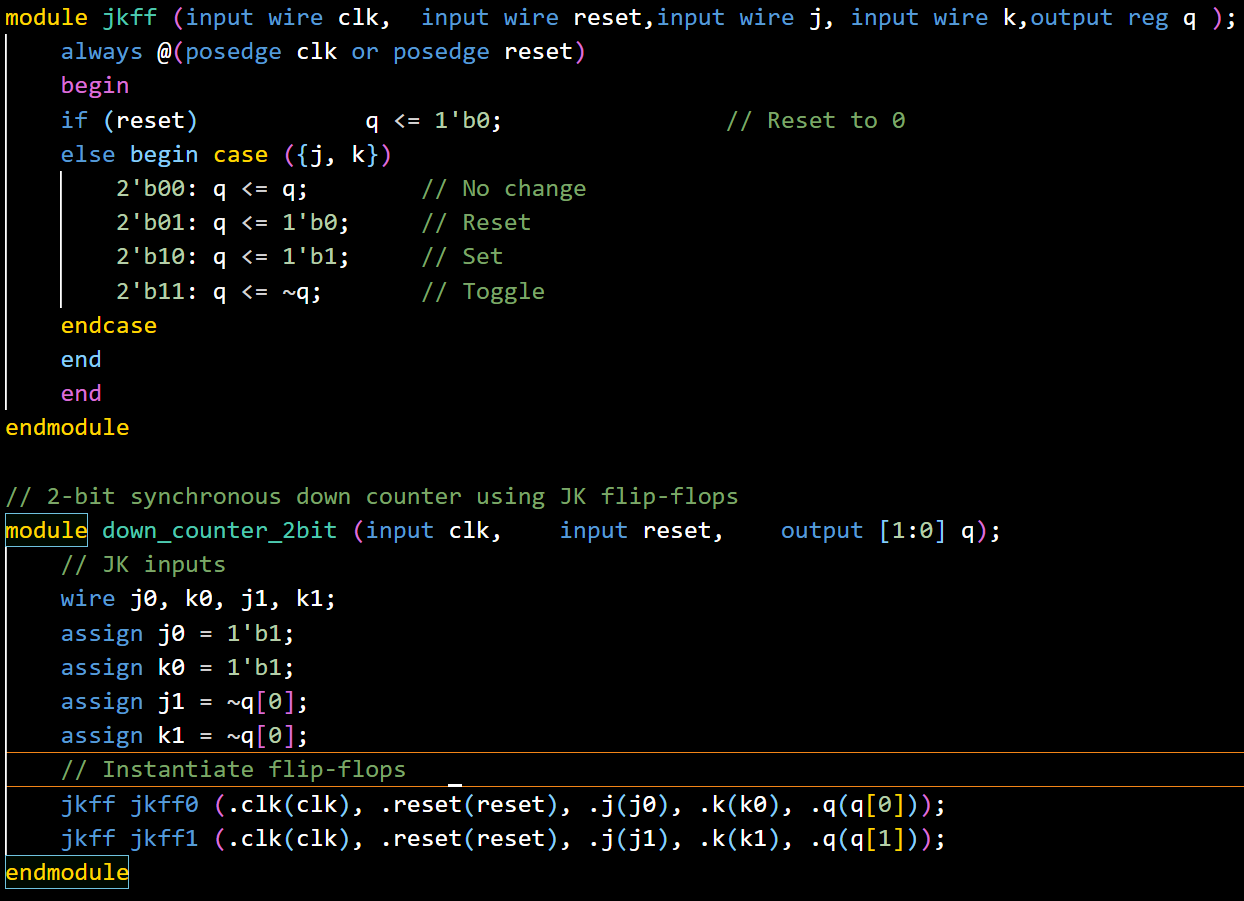 module jkff (input wire clk,  input wire reset,input wire j, input wire k,output reg q );
    always @(posedge clk or posedge reset)
    begin
    if (reset)            q <= 1'b0;                // Reset to 0
    else begin case ({j, k})
        2'b00: q <= q;        // No change
        2'b01: q <= 1'b0;     // Reset
        2'b10: q <= 1'b1;     // Set
        2'b11: q <= ~q;       // Toggle
    endcase
    end
    end
endmodule

// 2-bit synchronous down counter using JK flip-flops
module down_counter_2bit (input clk,    input reset,    output [1:0] q);
    // JK inputs
    wire j0, k0, j1, k1;
    assign j0 = 1'b1;
    assign k0 = 1'b1;
    assign j1 = ~q[0];
    assign k1 = ~q[0];
    // Instantiate flip-flops
    jkff jkff0 (.clk(clk), .reset(reset), .j(j0), .k(k0), .q(q[0]));
    jkff jkff1 (.clk(clk), .reset(reset), .j(j1), .k(k1), .q(q[1]));
endmodule